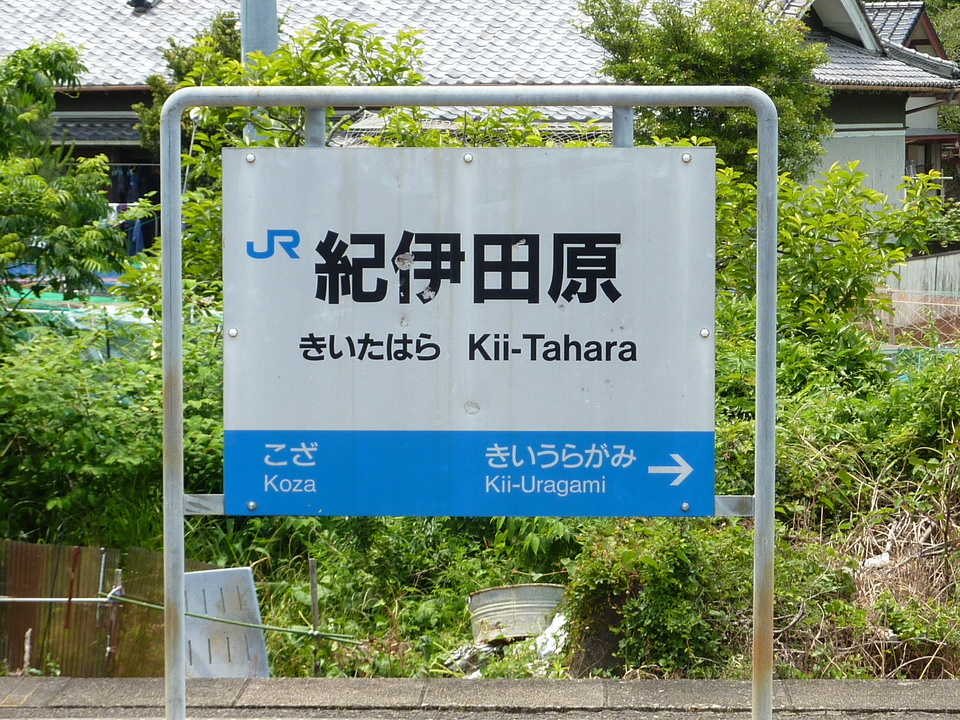 JR 紀伊田原
きいたはら Kii-Tahara
こざ きいうらがみ →
Koza Kii-Uragami